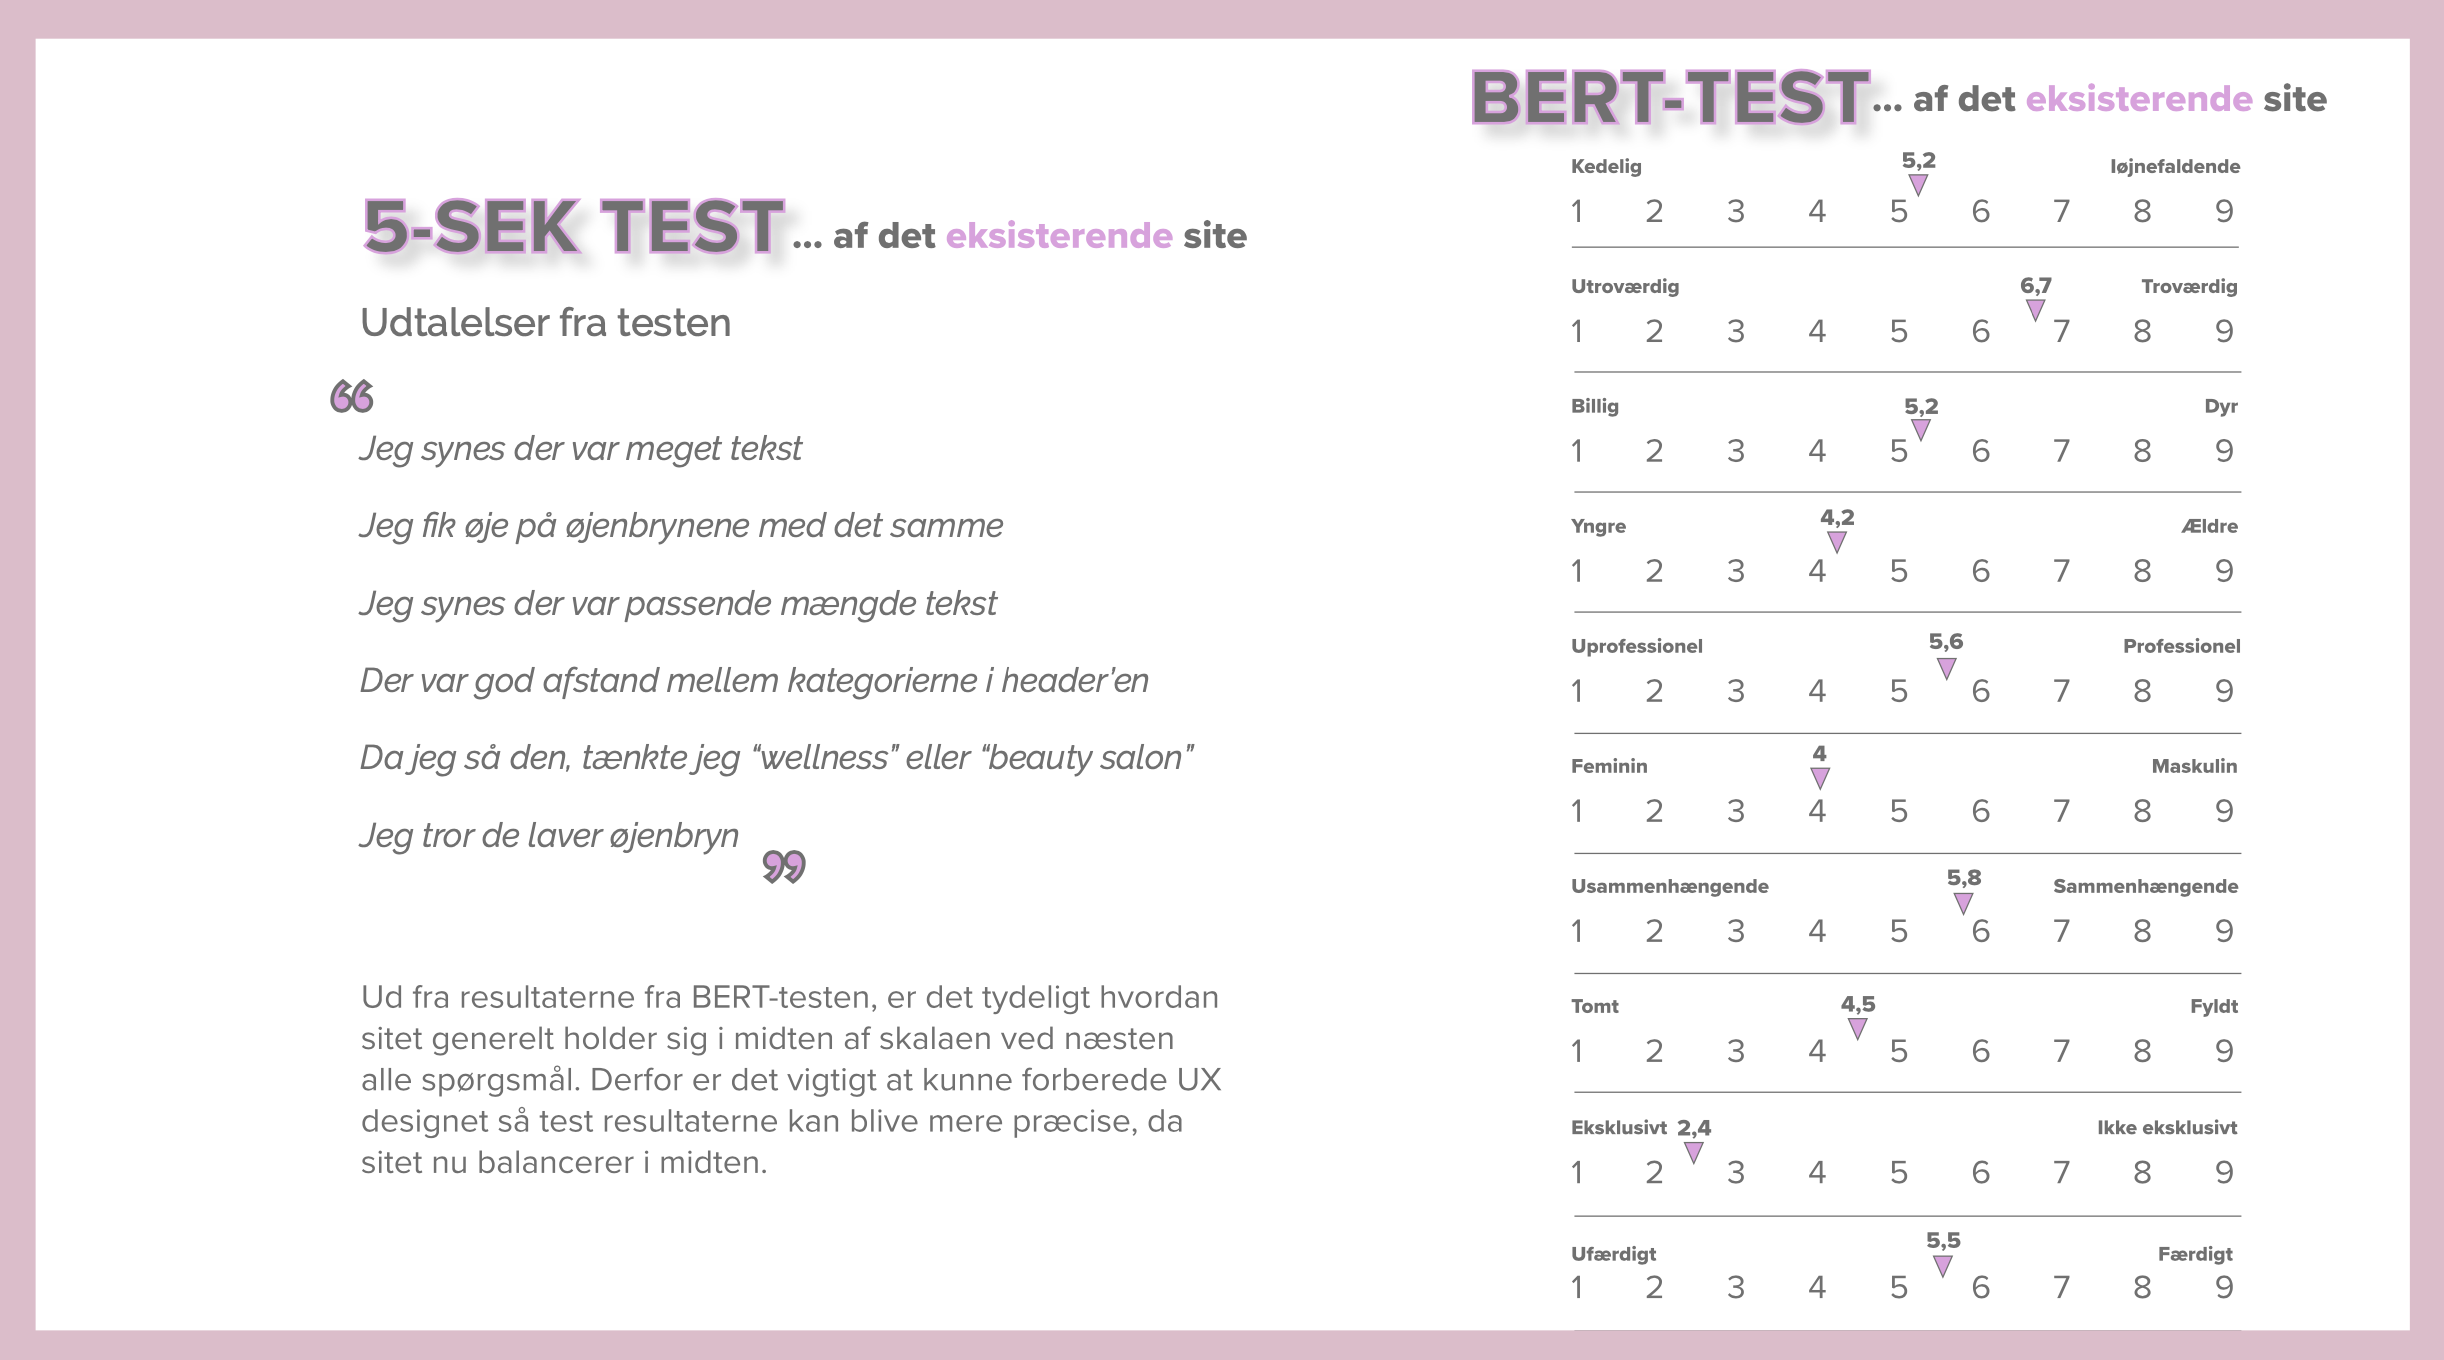 5-SEK TEST ... af det eksisterende site
Udtalelser fra testen
“
Jeg synes der var meget tekst
Jeg fik øje på øjenbrynene med det samme
Jeg synes der var passende mængde tekst
Der var god afstand mellem kategorierne i header'en
Da jeg så den, tænkte jeg “wellness” eller “beauty salon”
Jeg tror de laver øjenbryn
”
Ud fra resultaterne fra BERT-testen, er det tydeligt hvordan
sitet generelt holder sig i midten af skalaen ved næsten
alle spørgsmål. Derfor er det vigtigt at kunne forberede UX
designet så test resultaterne kan blive mere præcise, da
sitet nu balancerer i midten.
BERT-TEST... af det eksisterende site
Kedelig 5,2 Iøjnefaldende
1 2 3 4 5 6 7 8 9
Utroværdig 6,7 Troværdig
1 2 3 4 5 6 7 8 9
Billig 5,2 Dyr
1 2 3 4 5 6 7 8 9
Yngre 4,2 Ældre
1 2 3 4 5 6 7 8 9
Uprofessionel 5,6 Professionel
1 2 3 4 5 6 7 8 9
Feminin 4 Maskulin
1 2 3 4 5 6 7 8 9
Usammenhængende 5,8 Sammenhængende
1 2 3 4 5 6 7 8 9
Tomt 4,5 Fyldt
1 2 3 4 5 6 7 8 9
Eksklusivt 2,4 Ikke eksklusivt
1 2 3 4 5 6 7 8 9
Ufærdigt 5,5 Færdigt
1 2 3 4 5 6 7 8 9